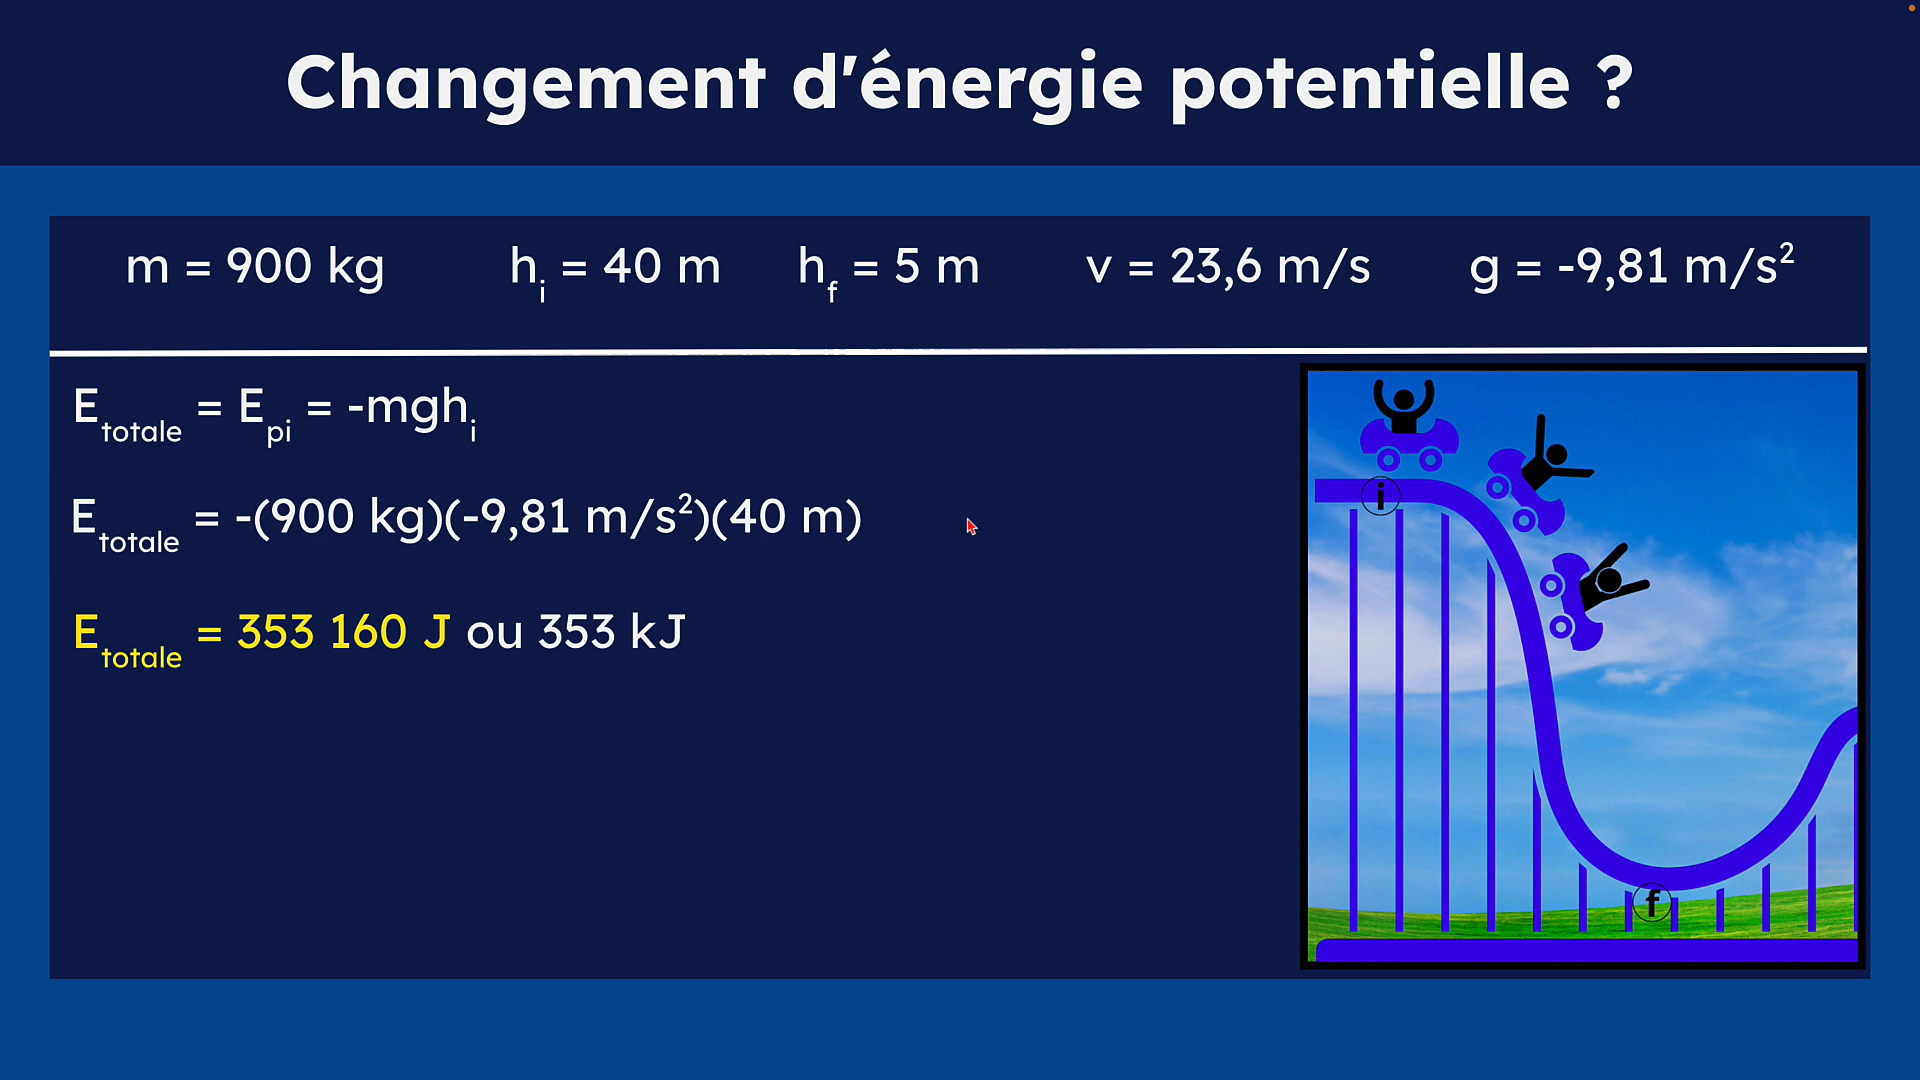 Changement d'énergie potentielle ?
m = 900 kg h_i = 40 m h_f = 5 m v = 23,6 m/s g = -9,81 m/s²
E_totale = E_pi = -mgh_i
E_totale = -(900 kg)(-9,81 m/s²)(40 m)
E_totale = 353 160 J ou 353 kJ
i
f